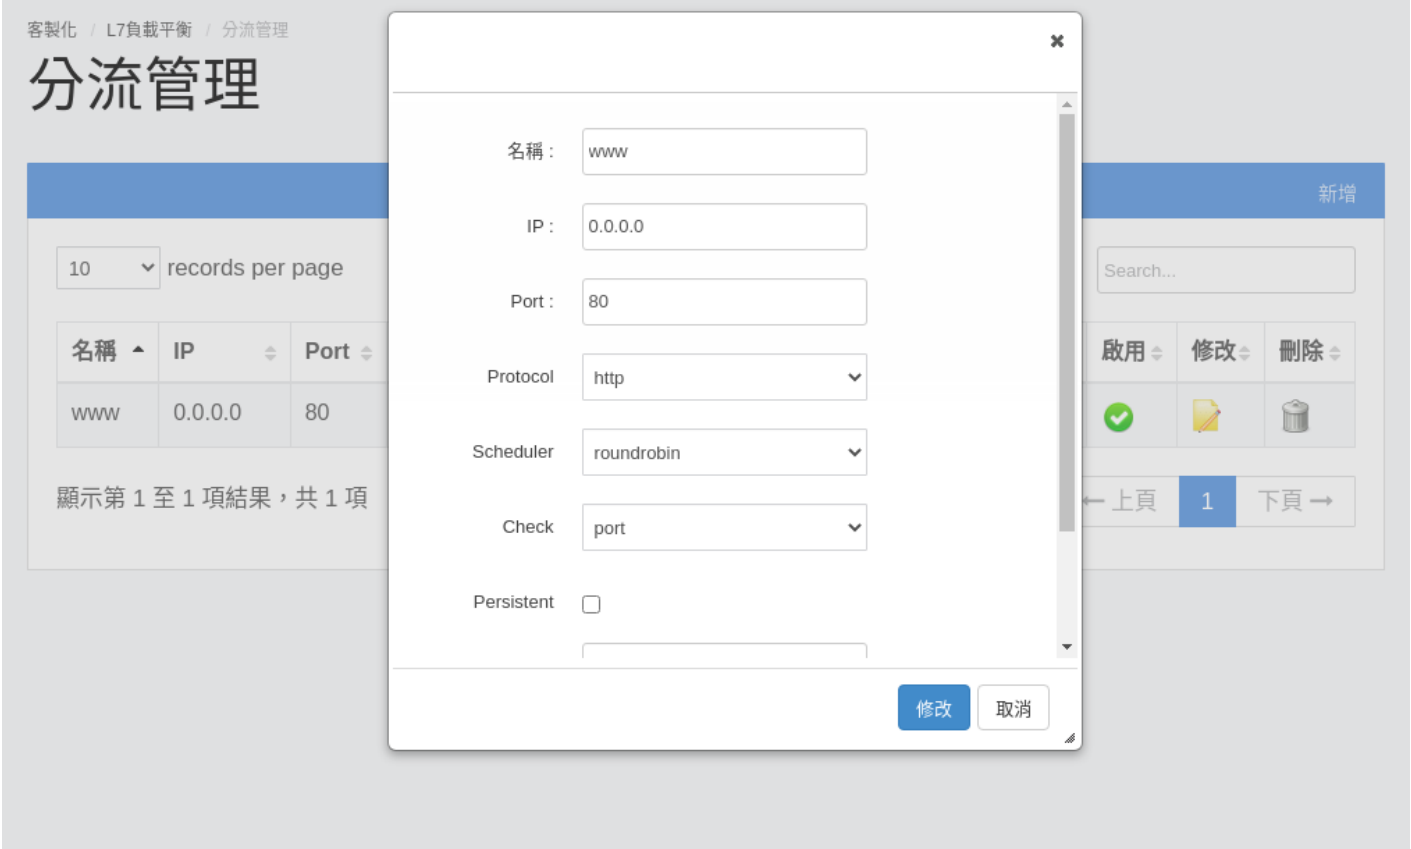 客製化 / L7負載平衡 / 分流管理
分流管理
新增
10 records per page
Search...
名稱 IP Port 啟用 修改 刪除
www 0.0.0.0 80
顯示第 1 至 1 項結果，共 1 項
← 上頁 1 下頁 →
名稱 : www
IP : 0.0.0.0
Port : 80
Protocol http
Scheduler roundrobin
Check port
Persistent
修改 取消